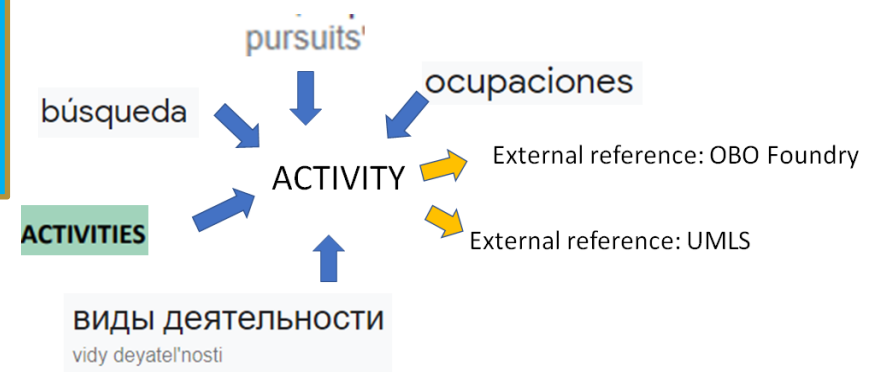 pursuits'
ocupaciones
búsqueda
External reference: OBO Foundry
ACTIVITY
ACTIVITIES
External reference: UMLS
виды деятельности
vidy deyatel'nosti